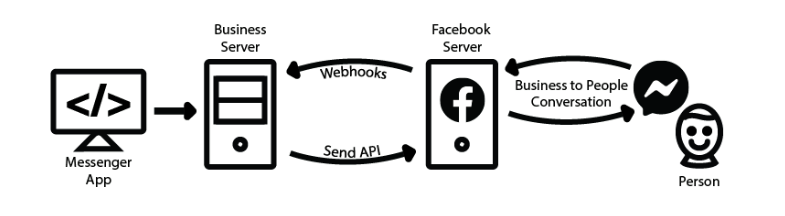 Business
Server
Facebook
Server
Webhooks
Business to People
Conversation
</>
Send API
Messenger
App
Person